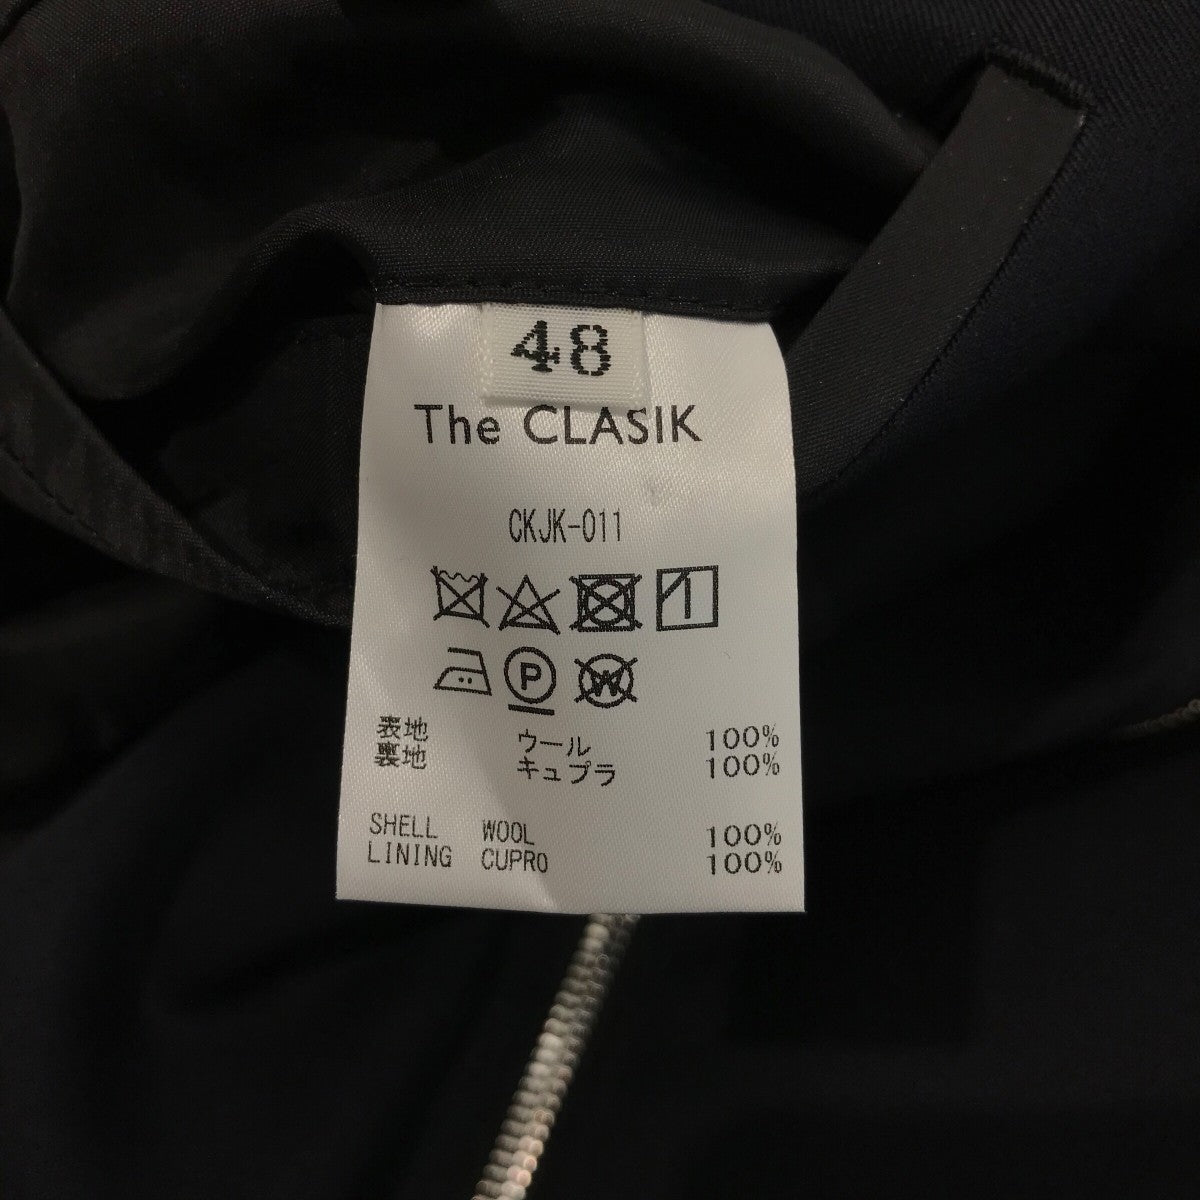 48
The CLASIK
CKJK-011
P W
表地 ウール 100%
裏地 キュプラ 100%
SHELL WOOL 100%
LINING CUPRO 100%